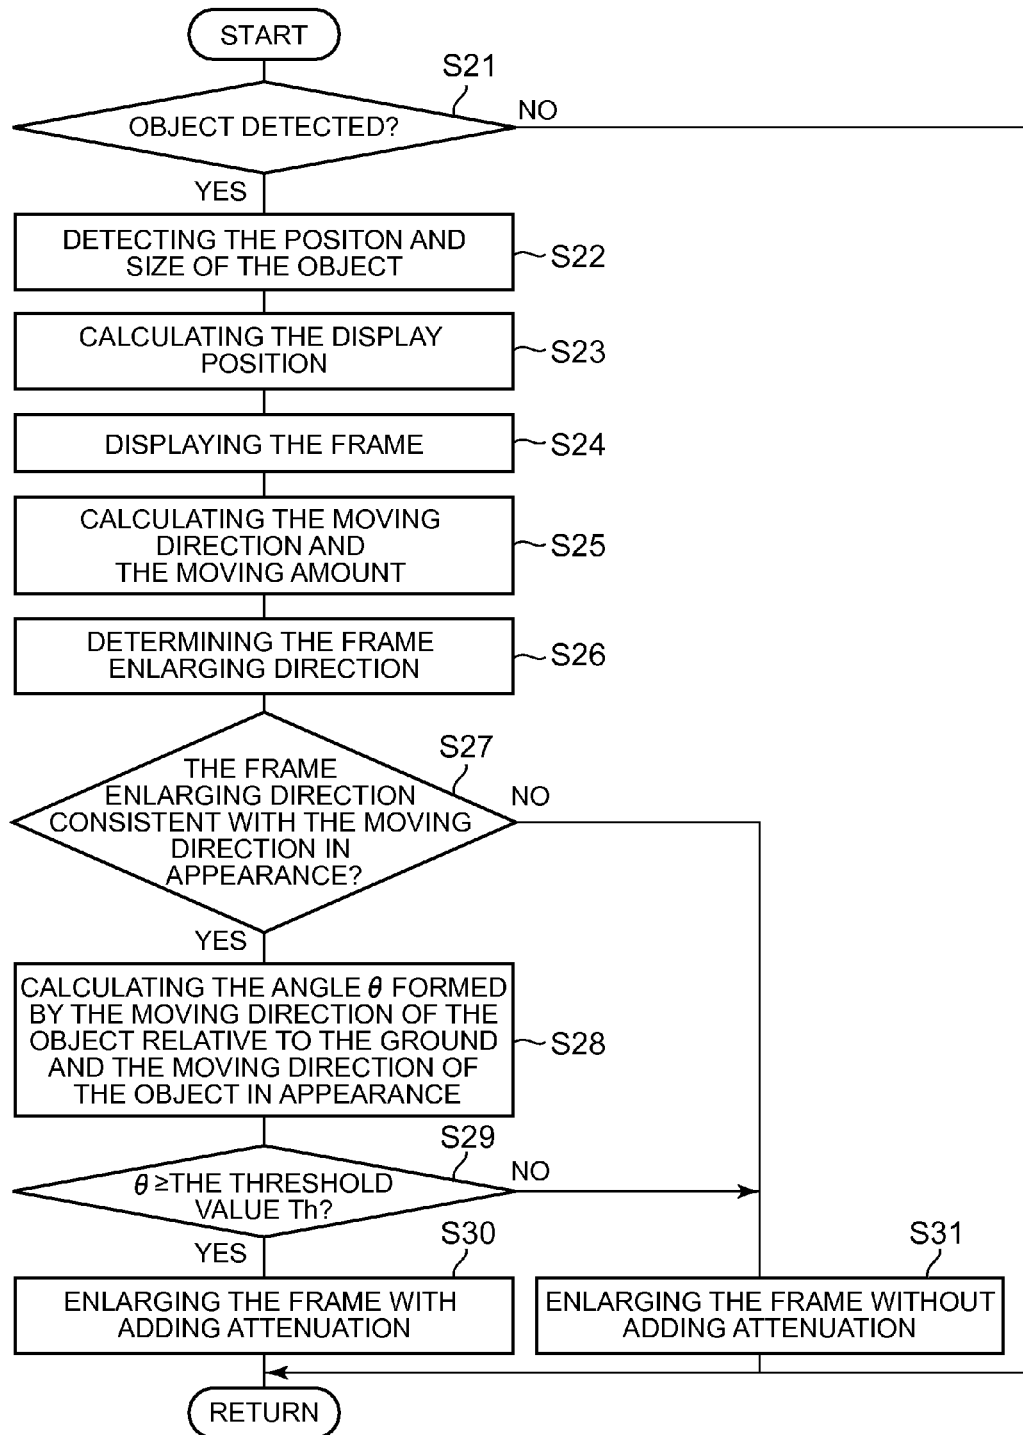 START
S21
OBJECT DETECTED?
NO
YES
DETECTING THE POSITON AND
SIZE OF THE OBJECT
S22
CALCULATING THE DISPLAY
POSITION
S23
DISPLAYING THE FRAME
S24
CALCULATING THE MOVING
DIRECTION AND
THE MOVING AMOUNT
S25
DETERMINING THE FRAME
ENLARGING DIRECTION
S26
S27
THE FRAME
ENLARGING DIRECTION
CONSISTENT WITH THE MOVING
DIRECTION IN
APPEARANCE?
NO
YES
CALCULATING THE ANGLE θ FORMED
BY THE MOVING DIRECTION OF THE
OBJECT RELATIVE TO THE GROUND
AND THE MOVING DIRECTION OF
THE OBJECT IN APPEARANCE
S28
S29
θ ≥THE THRESHOLD
VALUE Th?
NO
YES
S30
ENLARGING THE FRAME WITH
ADDING ATTENUATION
S31
ENLARGING THE FRAME WITHOUT
ADDING ATTENUATION
RETURN